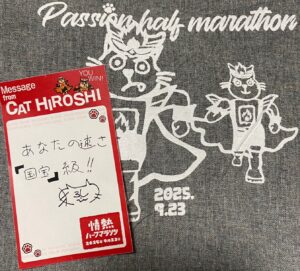 Passion half marathon
Message
from
CAT HIROSHI
YOU
WIN!
あなたの速さ
『国宝』級!!
情熱
ハーフマラソン
2025.
9.23